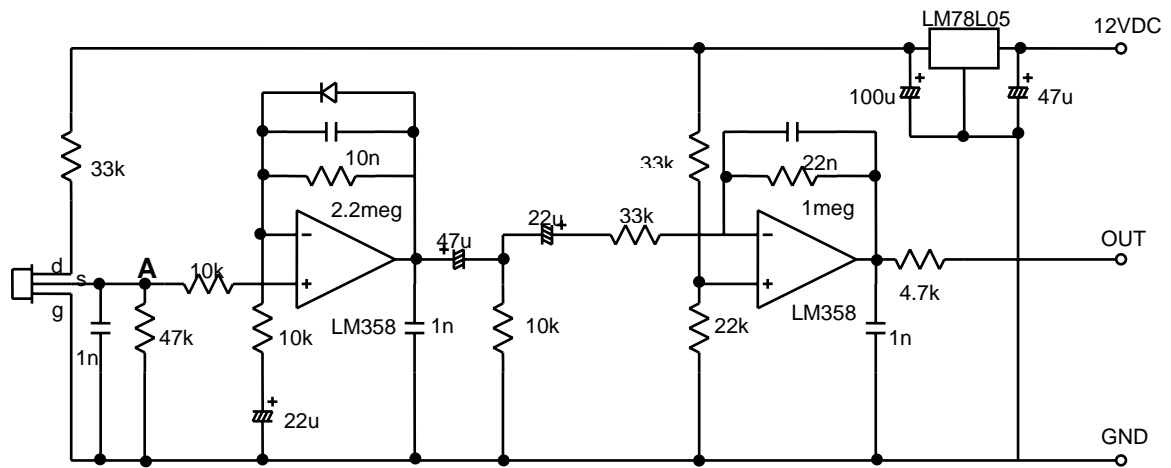 LM78L05
12VDC
100u
47u
33k
10n
2.2meg
33k
22n
1meg
22u
33k
47u
OUT
d
s
A
10k
g
4.7k
LM358
1n
LM358
1n
47k
10k
10k
22k
1n
22u
GND